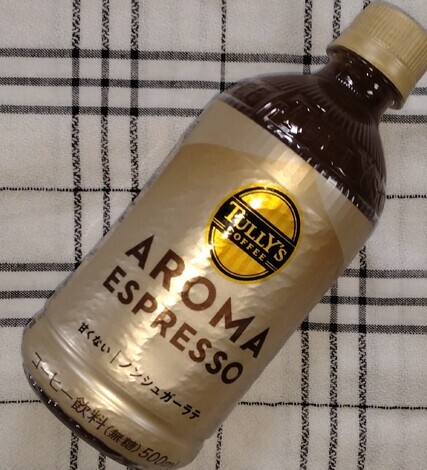 TULLY'S
COFFEE
AROMA
ESPRESSO
甘くない | ノンシュガーラテ
コーヒー飲料(無糖)500ml